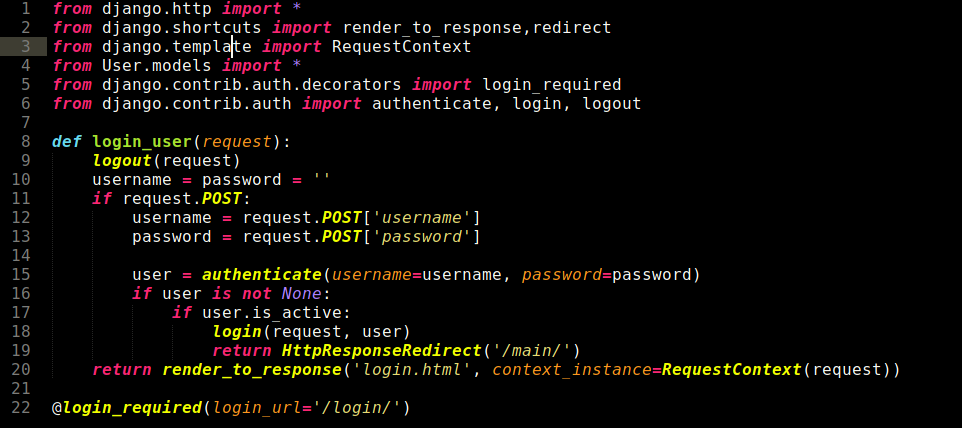 1 from django.http import *
2 from django.shortcuts import render_to_response,redirect
3 from django.template import RequestContext
4 from User.models import *
5 from django.contrib.auth.decorators import login_required
6 from django.contrib.auth import authenticate, login, logout
7
8 def login_user(request):
9     logout(request)
10     username = password = ''
11     if request.POST:
12         username = request.POST['username']
13         password = request.POST['password']
14
15         user = authenticate(username=username, password=password)
16         if user is not None:
17             if user.is_active:
18                 login(request, user)
19                 return HttpResponseRedirect('/main/')
20     return render_to_response('login.html', context_instance=RequestContext(request))
21
22 @login_required(login_url='/login/')